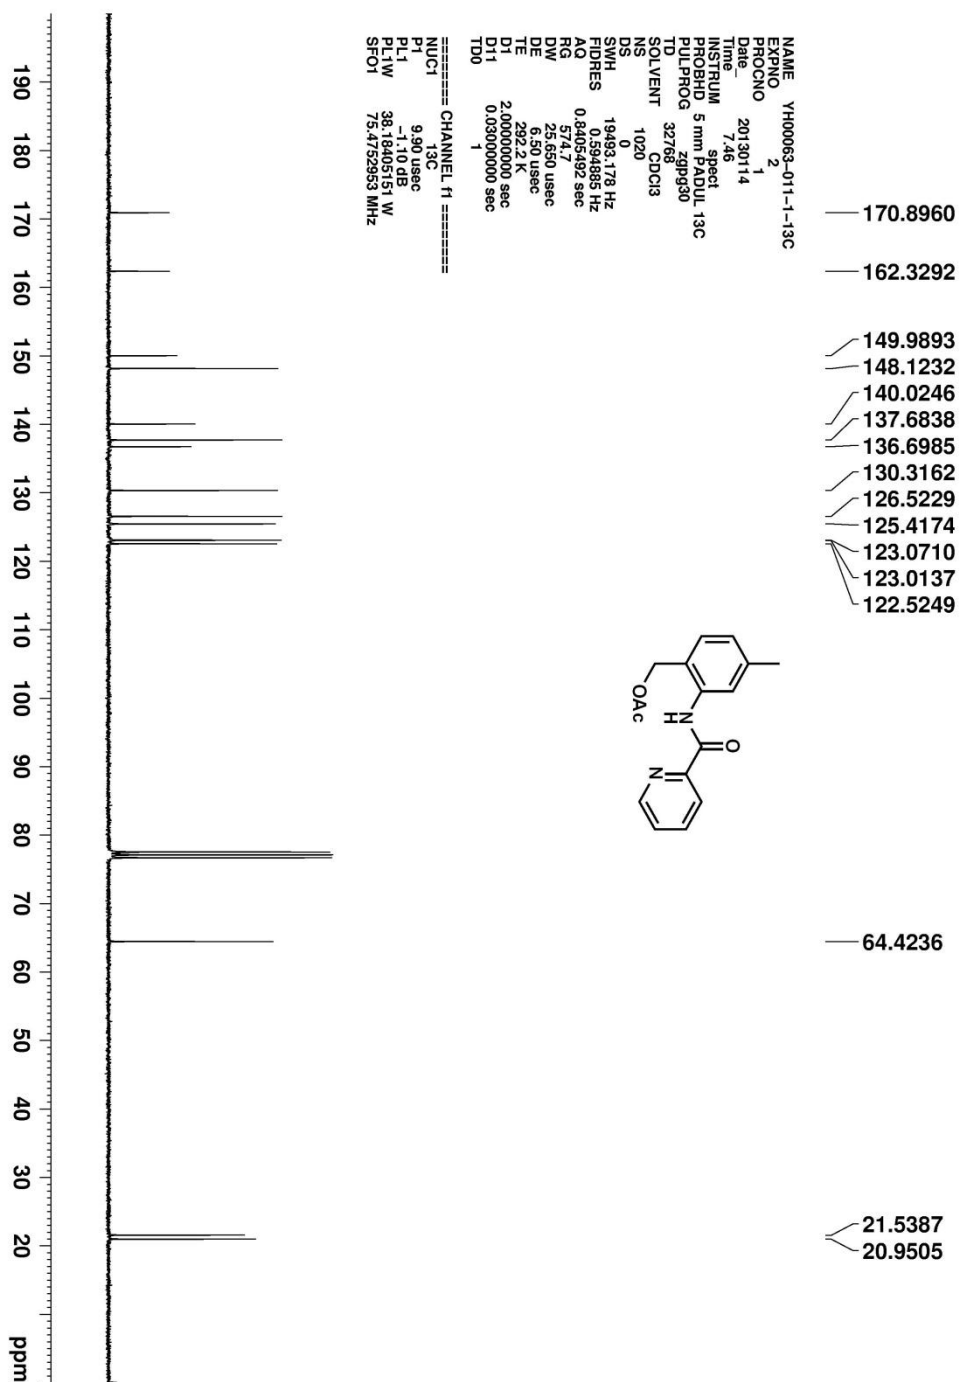 NAME YH00063-011-1-13C
EXPNO 2
PROCNO 1
Date_ 20130114
Time 7.46
INSTRUM spect
PROBHD 5 mm PADUL 13C
PULPROG zgpg30
TD 32768
SOLVENT CDCl3
NS 1020
DS 0
SWH 19493.178 Hz
FIDRES 0.594885 Hz
AQ 0.8405492 sec
RG 574.7
DW 25.650 usec
DE 6.50 usec
TE 292.2 K
D1 2.00000000 sec
D11 0.03000000 sec
TD0 1
======== CHANNEL f1 ========
NUC1 13C
P1 9.90 usec
PL1 -1.10 dB
PL1W 38.18405151 W
SFO1 75.4752953 MHz
170.8960
162.3292
149.9893
148.1232
140.0246
137.6838
136.6985
130.3162
126.5229
125.4174
123.0710
123.0137
122.5249
64.4236
21.5387
20.9505
O
N
H
N
OAc
190 180 170 160 150 140 130 120 110 100 90 80 70 60 50 40 30 20 ppm